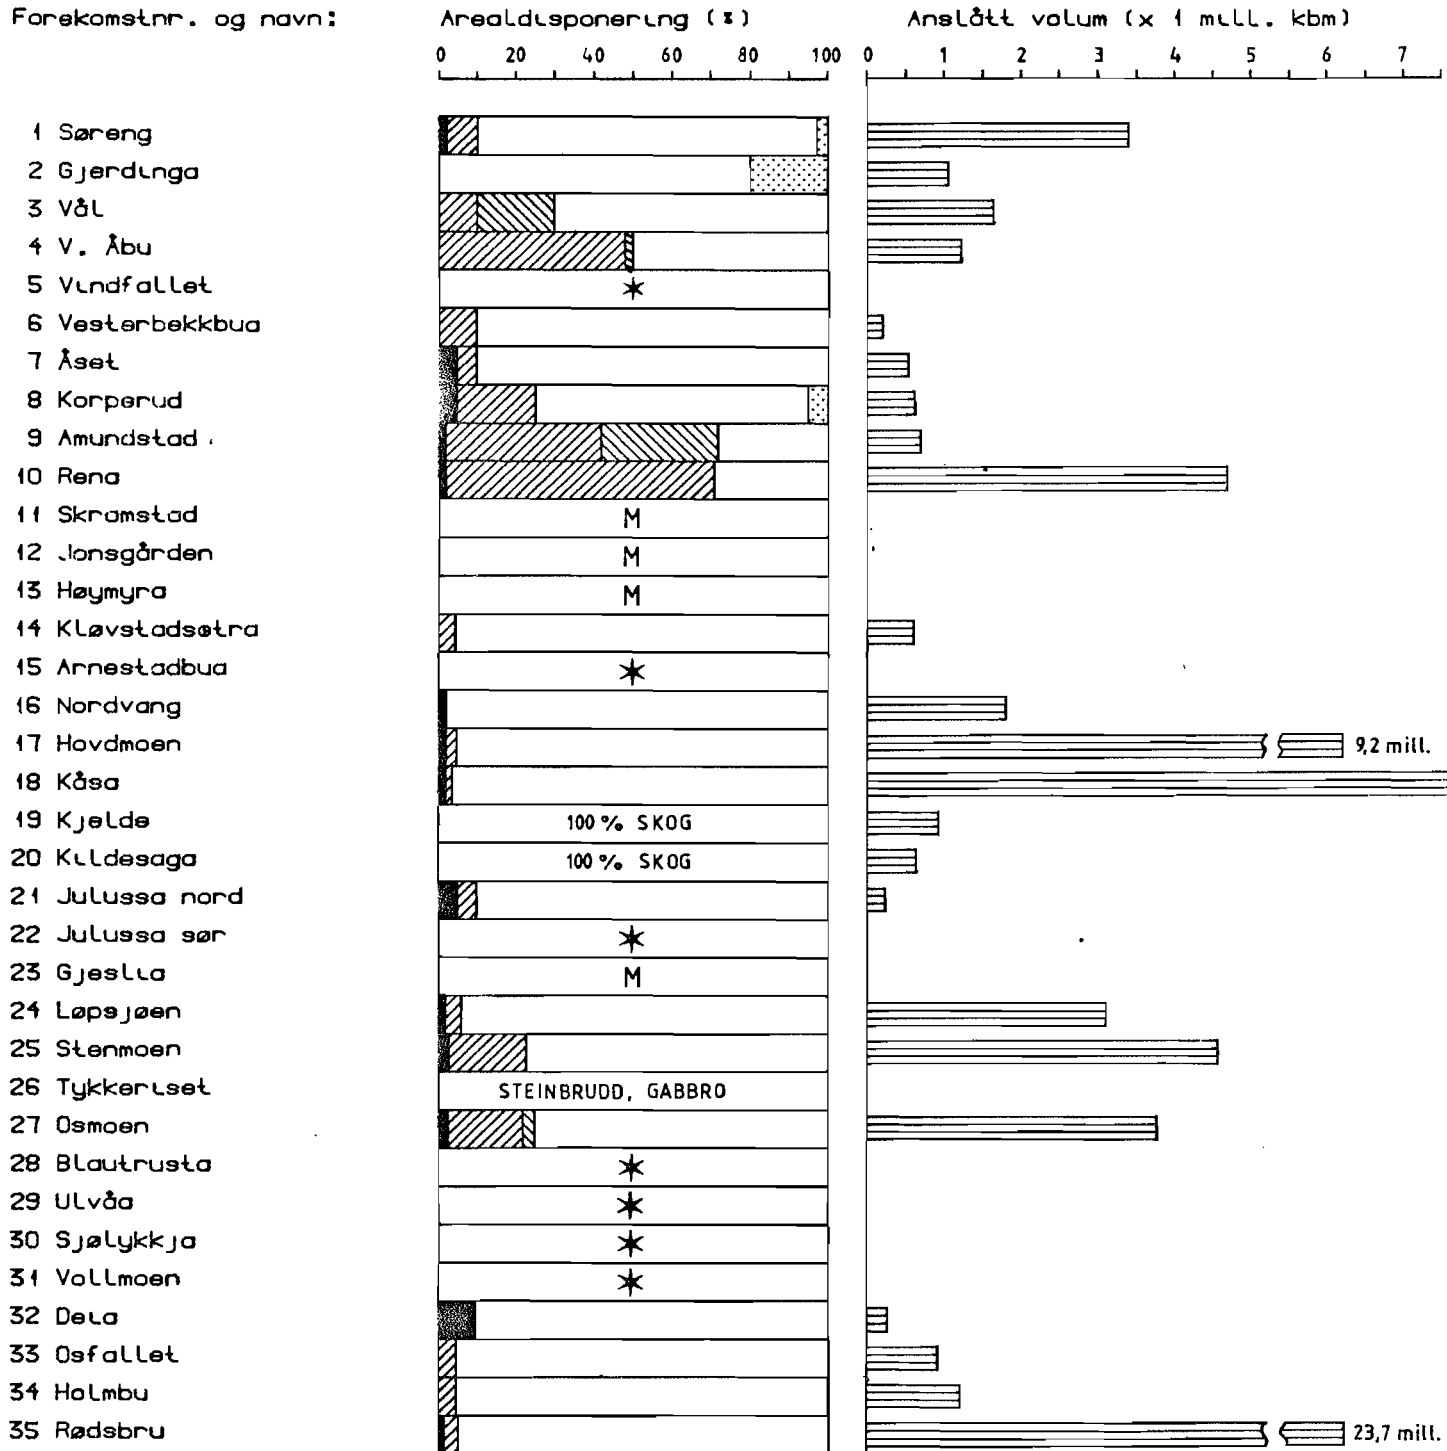 Forekomstnr. og navn: Arealdisponering (%) Anslått volum (x 1 mill. kbm)
0 20 40 60 80 100 0 1 2 3 4 5 6 7
1 Søreng
2 Gjerdinga
3 Vål
4 V. Åbu
5 Vindfallet
6 Vesterbekkbua
7 Åset
8 Korperud
9 Amundstad
10 Rena
11 Skramstad M
12 Jonsgården M
13 Høymyra M
14 Kløvstadsetra
15 Arnestadbua
16 Nordvang
17 Hovdmoen 9,2 mill.
18 Kåsa
19 Kjelde 100 % SKOG
20 Kildesaga 100 % SKOG
21 Julussa nord
22 Julussa sør
23 Gjeslia M
24 Løpsjøen
25 Stenmoen
26 Tykkeriset STEINBRUDD, GABBRO
27 Osmoen
28 Blautrusta
29 Ulvåa
30 Sjølykkja
31 Vollmoen
32 Deia
33 Osfallet
34 Holmbu
35 Rødsbru 23,7 mill.